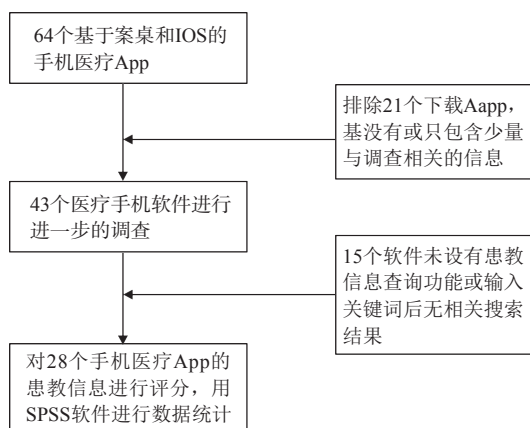 64个基于案桌和IOS的
手机医疗App
排除21个下载Aapp，
基没有或只包含少量
与调查相关的信息
43个医疗手机软件进行
进一步的调查
15个软件未设有患教
信息查询功能或输入
关键词后无相关搜索
结果
对28个手机医疗App的
患教信息进行评分，用
SPSS软件进行数据统计